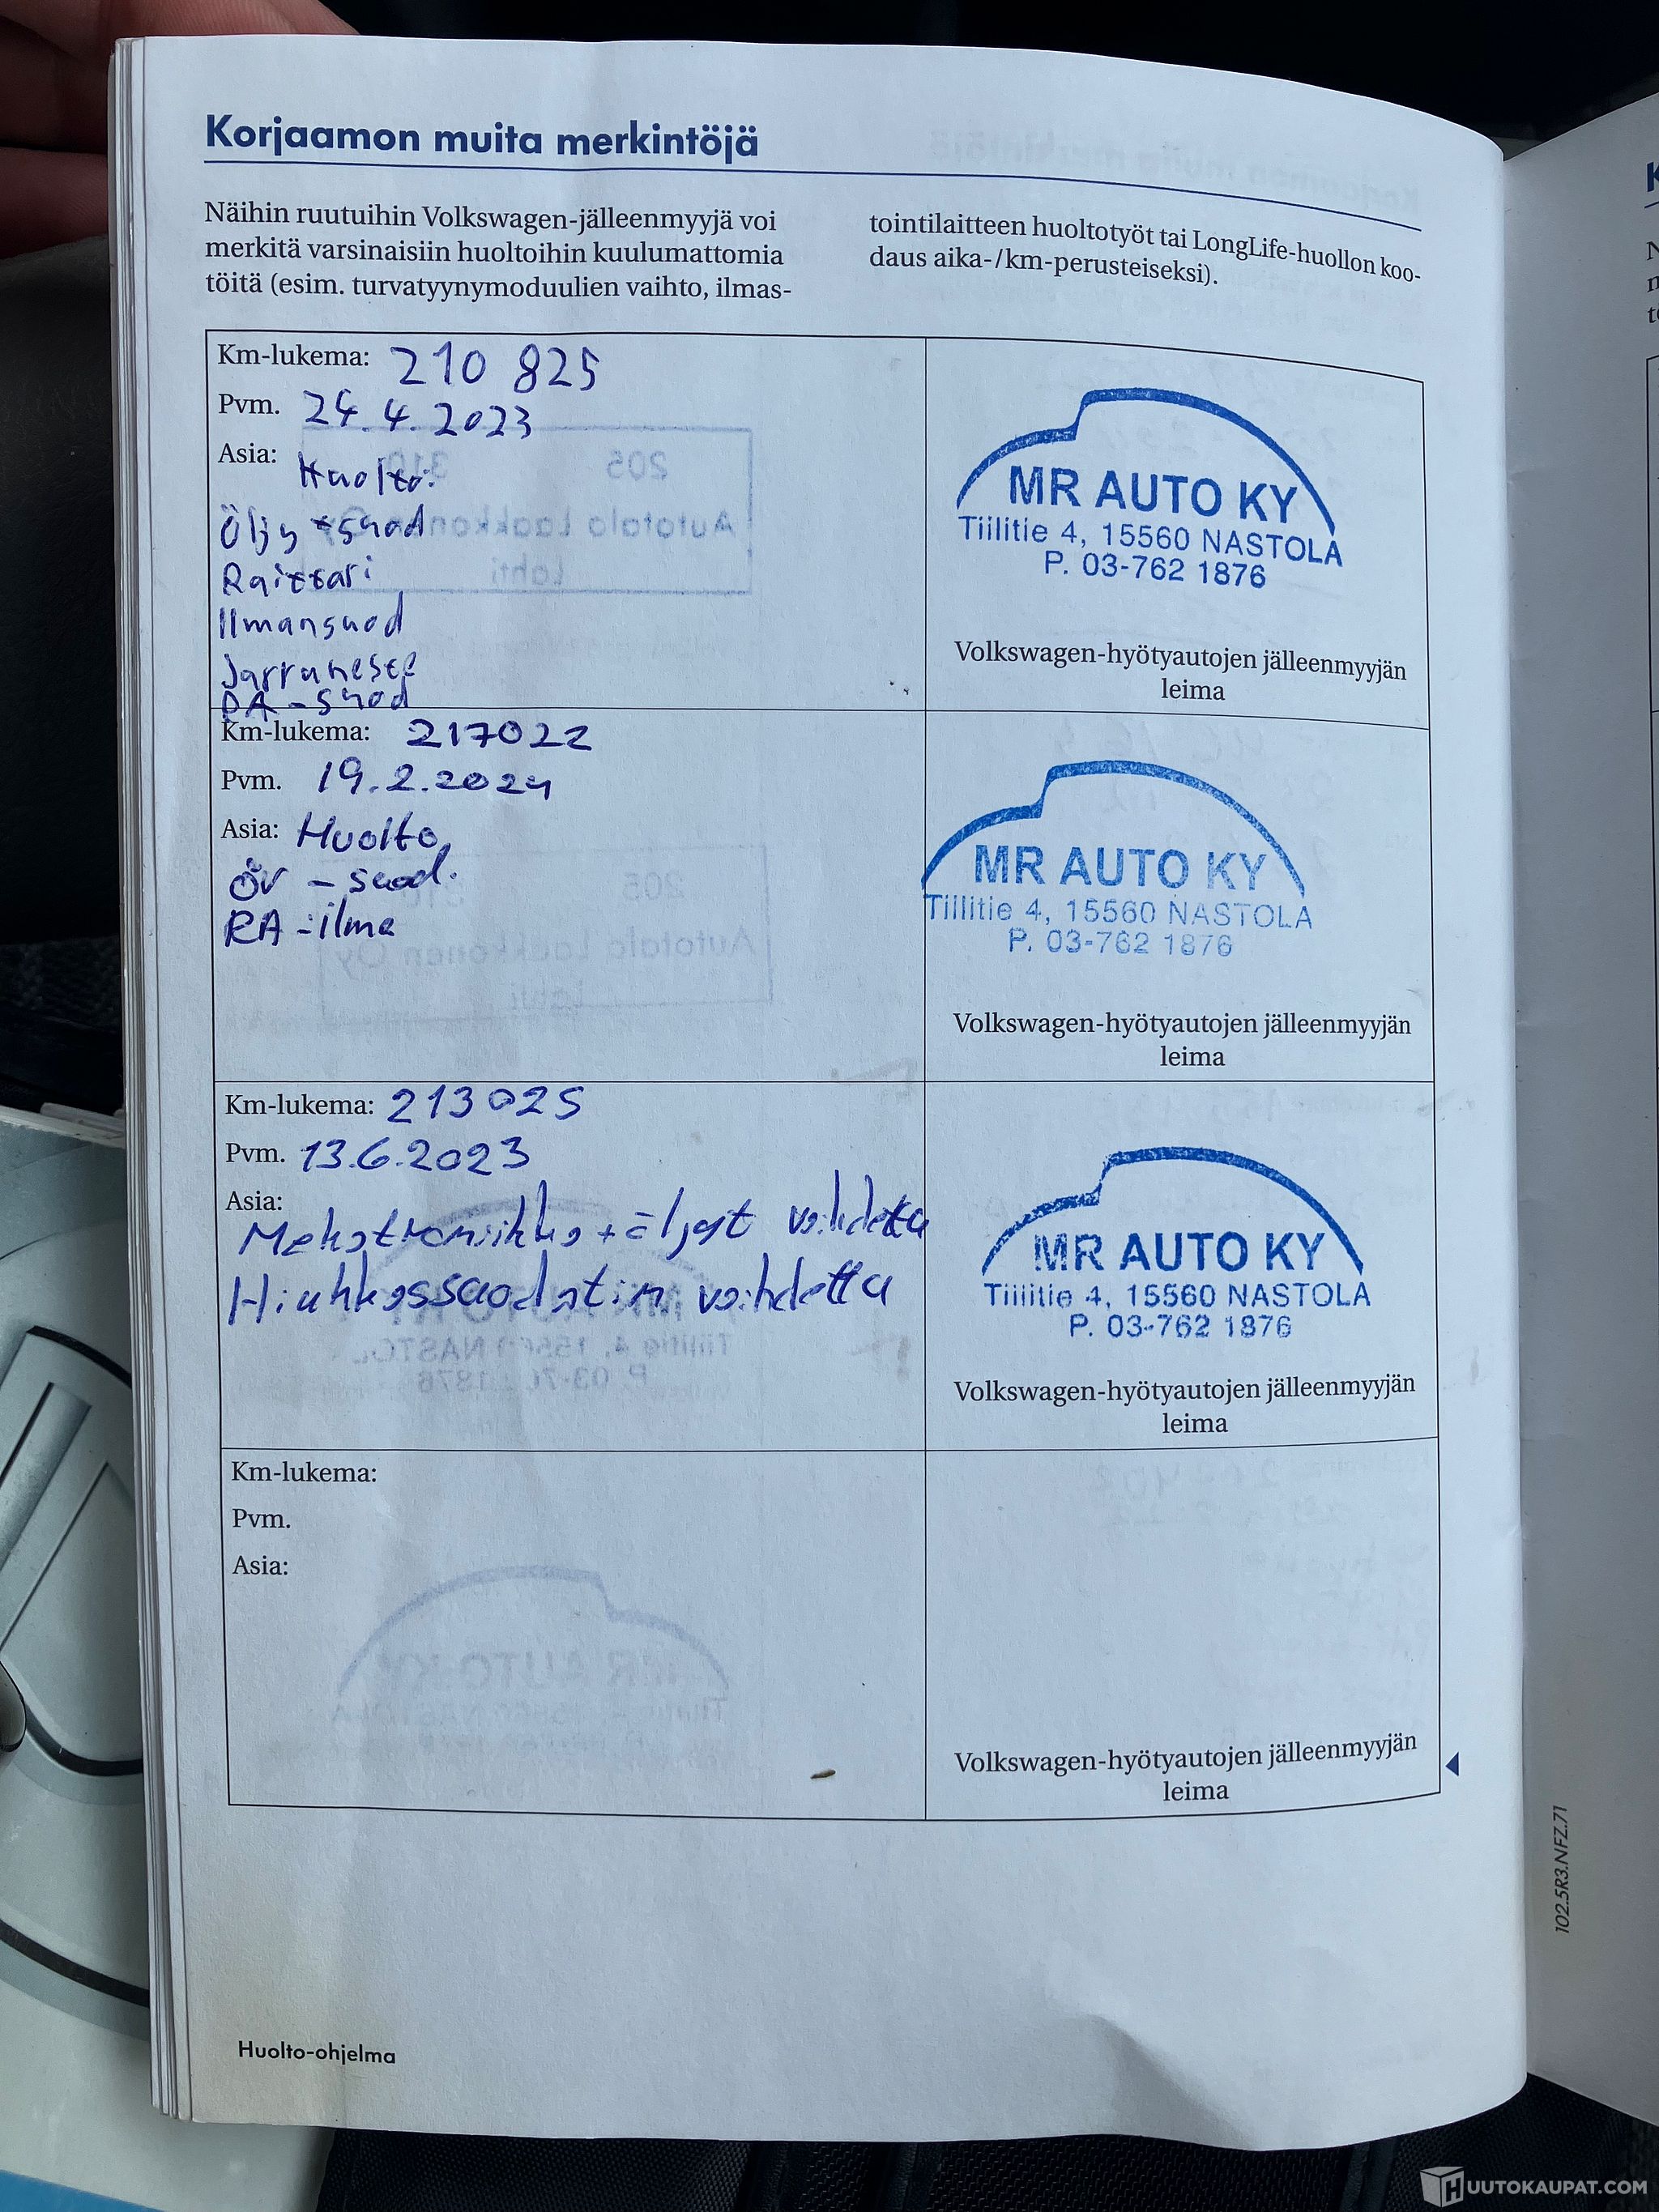 Korjaamon muita merkintöjä
Näihin ruutuihin Volkswagen-jälleenmyyjä voi
merkitä varsinaisiin huoltoihin kuulumattomia
töitä (esim. turvatyynymoduulien vaihto, ilmas-
tointilaitteen huoltotyöt tai LongLife-huollon koo-
daus aika-/km-perusteiseksi).
Km-lukema: 210 825
Pvm. 24.4.2023
Asia: Huolto:
Öljy + suod
Raitisari
Ilmansuod
Jarruneste
RA-suod
MR AUTO KY
Tiilitie 4, 15560 NASTOLA
P. 03-762 1876
Volkswagen-hyötyautojen jälleenmyyjän
leima
Km-lukema: 217022
Pvm. 19.2.2024
Asia: Huolto
öv - suod.
RA-ilma
MR AUTO KY
Tiilitie 4, 15560 NASTOLA
P. 03-762 1876
Volkswagen-hyötyautojen jälleenmyyjän
leima
Km-lukema: 213025
Pvm. 13.6.2023
Asia:
Mekatroniikka + öljyt vaihdettu
Hiukkassuodatin vaihdettu
MR AUTO KY
Tiilitie 4, 15560 NASTOLA
P. 03-762 1876
Volkswagen-hyötyautojen jälleenmyyjän
leima
Km-lukema:
Pvm.
Asia:
Volkswagen-hyötyautojen jälleenmyyjän
leima
102.5R3.NFZ.71
Huolto-ohjelma
HUUTOKAUPAT.COM